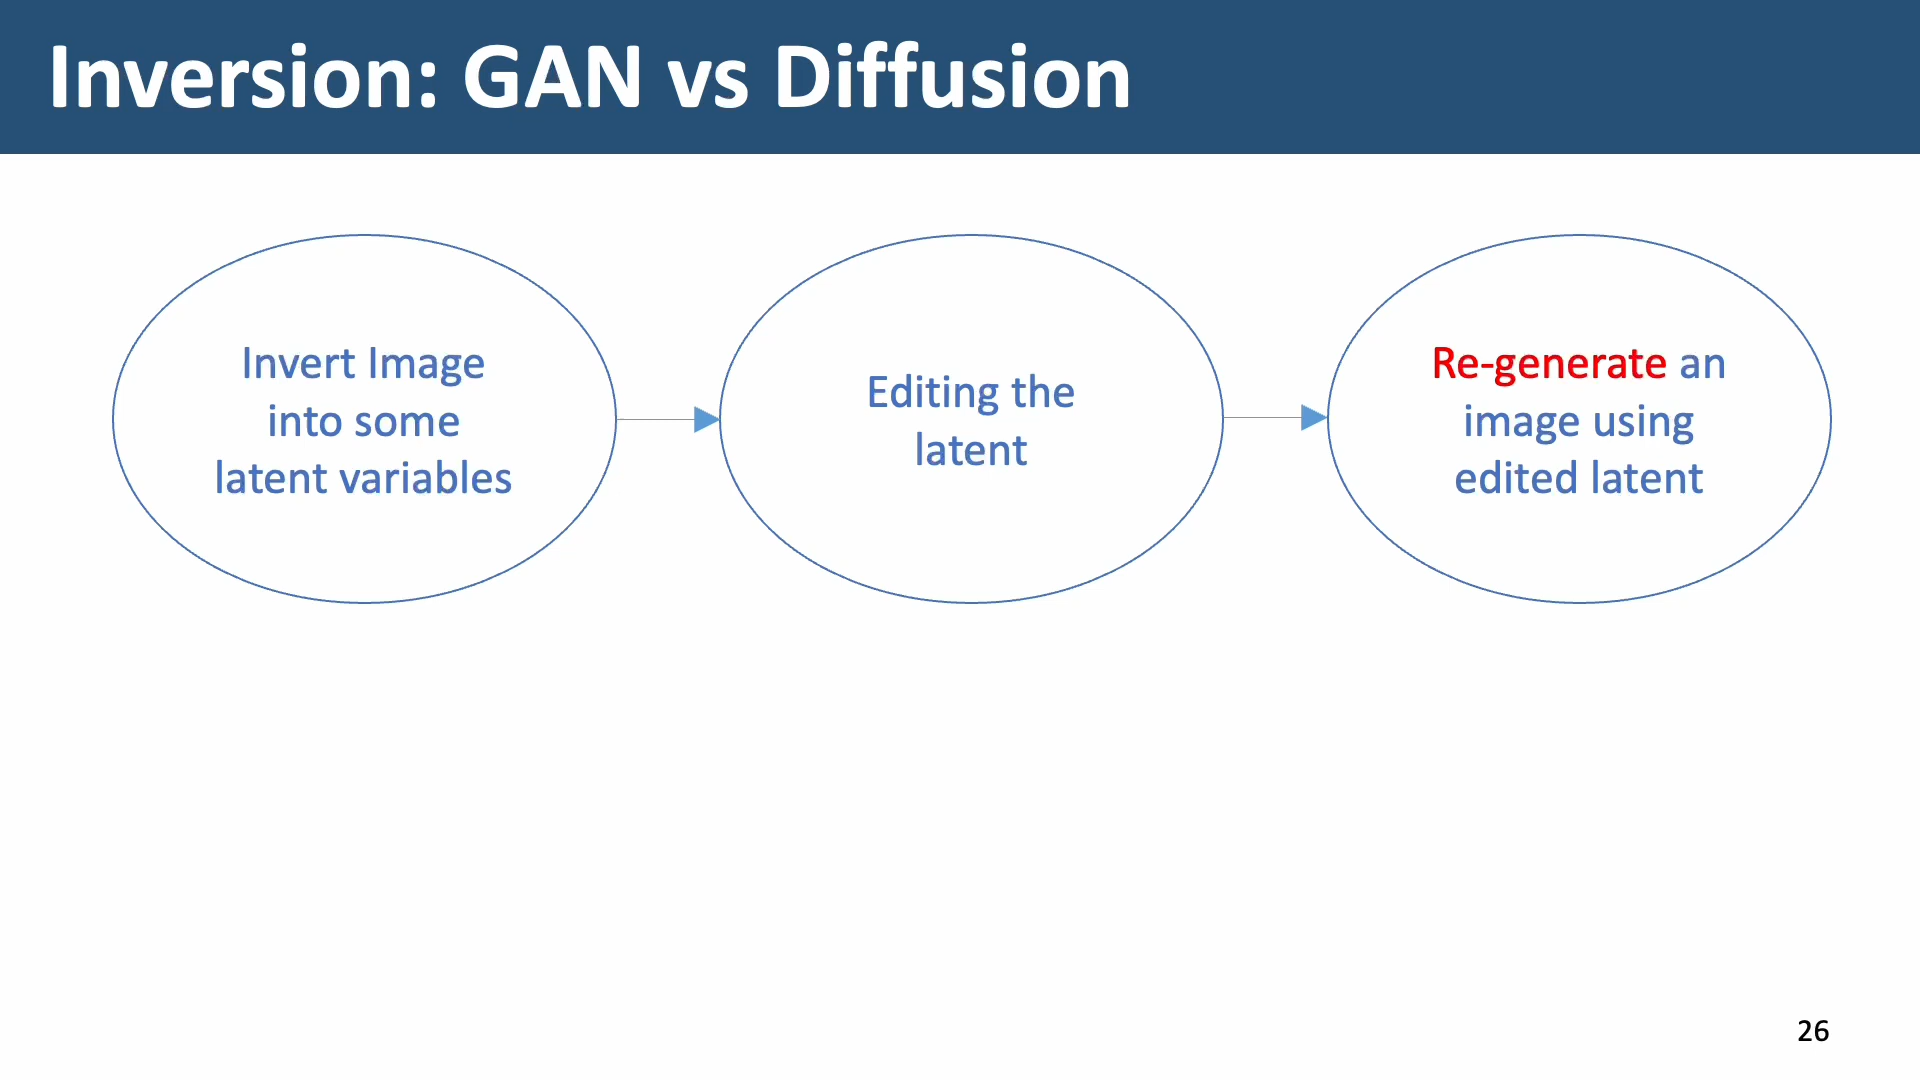 Inversion: GAN vs Diffusion
Invert Image
into some
latent variables
Editing the
latent
Re-generate an
image using
edited latent
26